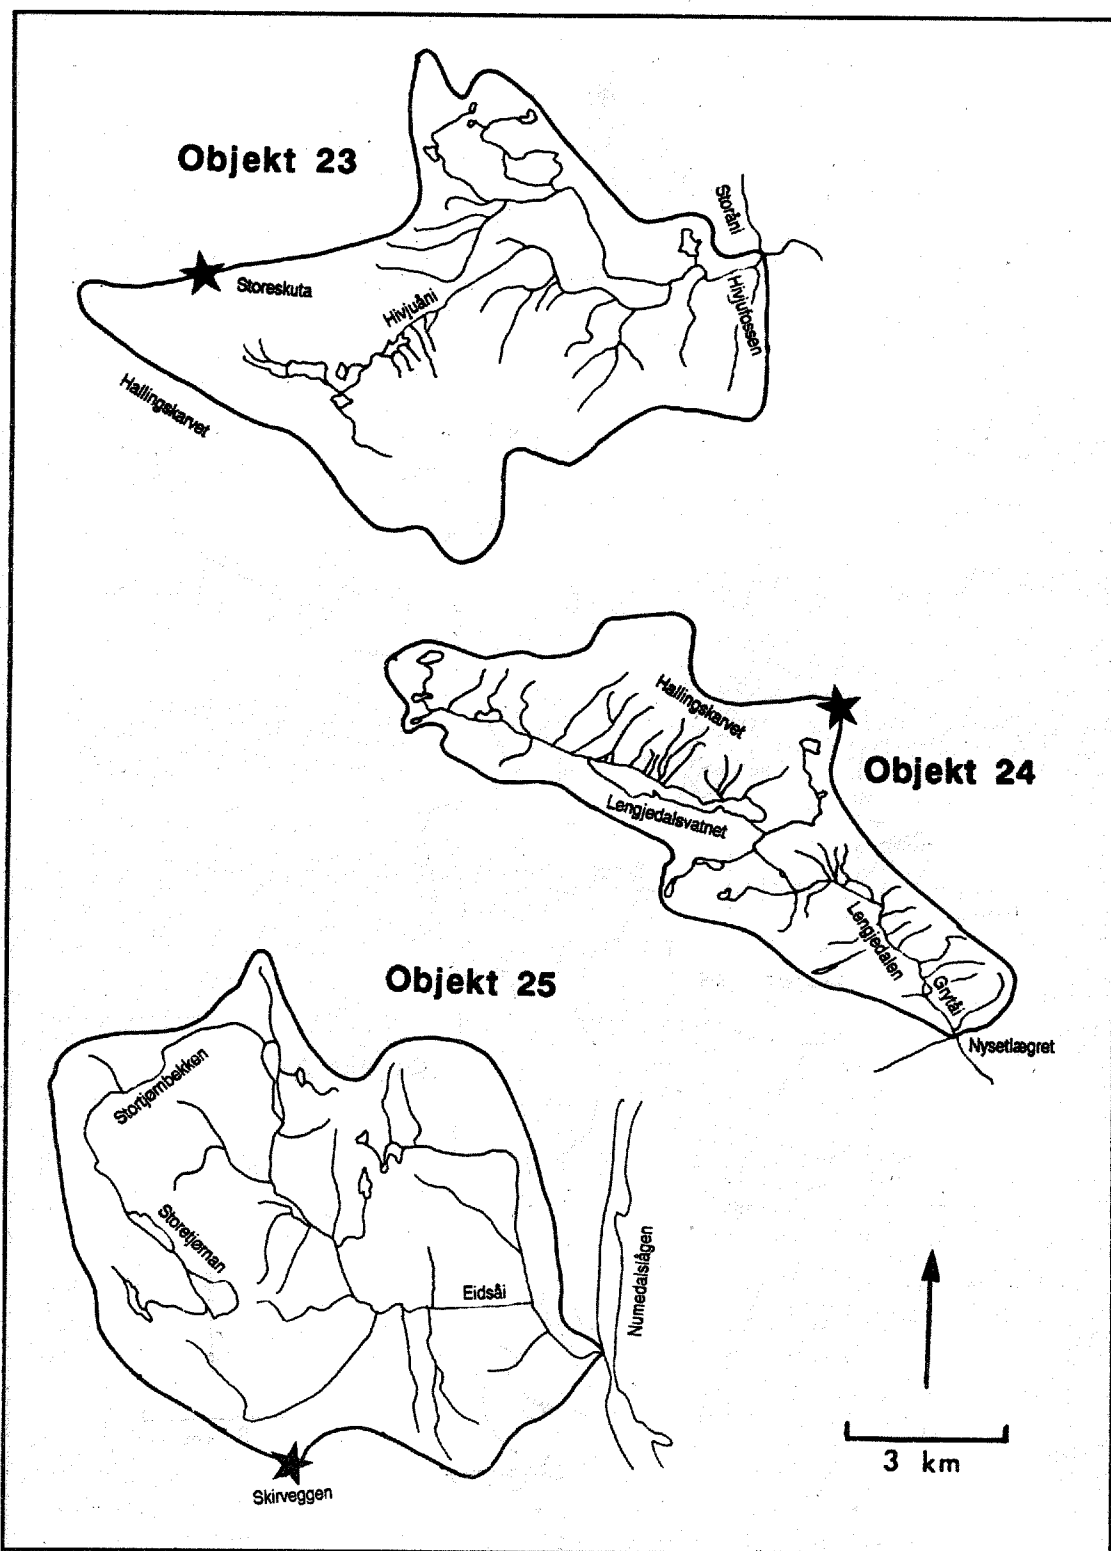 Objekt 23
Storåni
Storeskuta
Hivjuåni
Hivjufossen
Hallingskarvet
Hallingskarvet
Objekt 24
Lengjedalsvatnet
Lengjedalen
Grytåi
Nysetlægret
Objekt 25
Stortjørnbekken
Storetjørnan
Eidsåi
Numedalslågen
Skirveggen
3 km